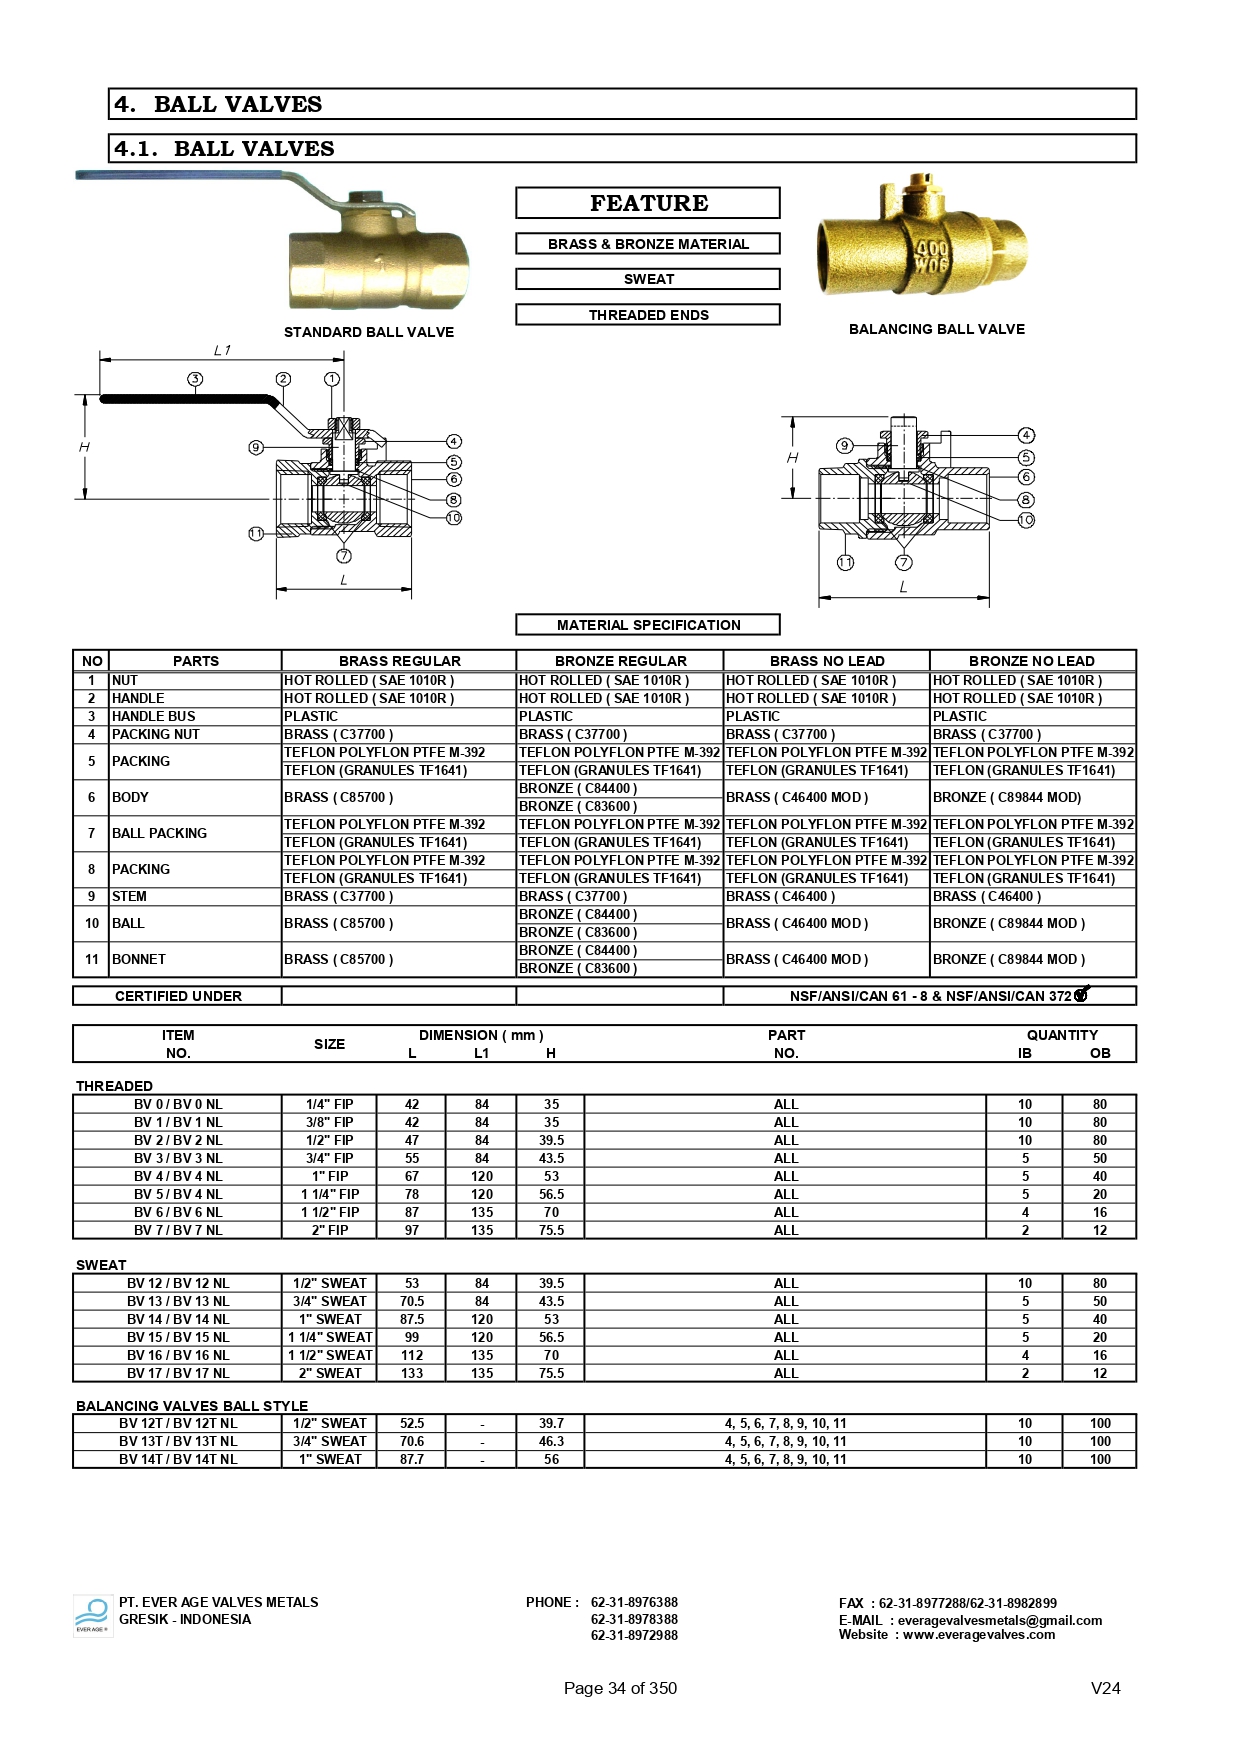 4. BALL VALVES
4.1. BALL VALVES
FEATURE
BRASS & BRONZE MATERIAL
SWEAT
THREADED ENDS
400
WOG
STANDARD BALL VALVE
BALANCING BALL VALVE
L1
3 2 1
H
9 4
5
6
8
10
11
7
L
H
9 4
5
6
8
10
11 7
L
MATERIAL SPECIFICATION
NO PARTS BRASS REGULAR BRONZE REGULAR BRASS NO LEAD BRONZE NO LEAD
1 NUT HOT ROLLED ( SAE 1010R ) HOT ROLLED ( SAE 1010R ) HOT ROLLED ( SAE 1010R ) HOT ROLLED ( SAE 1010R )
2 HANDLE HOT ROLLED ( SAE 1010R ) HOT ROLLED ( SAE 1010R ) HOT ROLLED ( SAE 1010R ) HOT ROLLED ( SAE 1010R )
3 HANDLE BUS PLASTIC PLASTIC PLASTIC PLASTIC
4 PACKING NUT BRASS ( C37700 ) BRASS ( C37700 ) BRASS ( C37700 ) BRASS ( C37700 )
5 PACKING TEFLON POLYFLON PTFE M-392 TEFLON POLYFLON PTFE M-392 TEFLON POLYFLON PTFE M-392 TEFLON POLYFLON PTFE M-392
TEFLON (GRANULES TF1641) TEFLON (GRANULES TF1641) TEFLON (GRANULES TF1641) TEFLON (GRANULES TF1641)
6 BODY BRASS ( C85700 ) BRONZE ( C84400 ) BRASS ( C46400 MOD ) BRONZE ( C89844 MOD)
BRONZE ( C83600 )
7 BALL PACKING TEFLON POLYFLON PTFE M-392 TEFLON POLYFLON PTFE M-392 TEFLON POLYFLON PTFE M-392 TEFLON POLYFLON PTFE M-392
TEFLON (GRANULES TF1641) TEFLON (GRANULES TF1641) TEFLON (GRANULES TF1641) TEFLON (GRANULES TF1641)
8 PACKING TEFLON POLYFLON PTFE M-392 TEFLON POLYFLON PTFE M-392 TEFLON POLYFLON PTFE M-392 TEFLON POLYFLON PTFE M-392
TEFLON (GRANULES TF1641) TEFLON (GRANULES TF1641) TEFLON (GRANULES TF1641) TEFLON (GRANULES TF1641)
9 STEM BRASS ( C37700 ) BRASS ( C37700 ) BRASS ( C46400 ) BRASS ( C46400 )
10 BALL BRASS ( C85700 ) BRONZE ( C84400 ) BRASS ( C46400 MOD ) BRONZE ( C89844 MOD )
BRONZE ( C83600 )
11 BONNET BRASS ( C85700 ) BRONZE ( C84400 ) BRASS ( C46400 MOD ) BRONZE ( C89844 MOD )
BRONZE ( C83600 )
CERTIFIED UNDER NSF/ANSI/CAN 61 - 8 & NSF/ANSI/CAN 372
ITEM SIZE DIMENSION ( mm ) PART QUANTITY
NO. L L1 H NO. IB OB
THREADED
BV 0 / BV 0 NL 1/4" FIP 42 84 35 ALL 10 80
BV 1 / BV 1 NL 3/8" FIP 42 84 35 ALL 10 80
BV 2 / BV 2 NL 1/2" FIP 47 84 39.5 ALL 10 80
BV 3 / BV 3 NL 3/4" FIP 55 84 43.5 ALL 5 50
BV 4 / BV 4 NL 1" FIP 67 120 53 ALL 5 40
BV 5 / BV 4 NL 1 1/4" FIP 78 120 56.5 ALL 5 20
BV 6 / BV 6 NL 1 1/2" FIP 87 135 70 ALL 4 16
BV 7 / BV 7 NL 2" FIP 97 135 75.5 ALL 2 12
SWEAT
BV 12 / BV 12 NL 1/2" SWEAT 53 84 39.5 ALL 10 80
BV 13 / BV 13 NL 3/4" SWEAT 70.5 84 43.5 ALL 5 50
BV 14 / BV 14 NL 1" SWEAT 87.5 120 53 ALL 5 40
BV 15 / BV 15 NL 1 1/4" SWEAT 99 120 56.5 ALL 5 20
BV 16 / BV 16 NL 1 1/2" SWEAT 112 135 70 ALL 4 16
BV 17 / BV 17 NL 2" SWEAT 133 135 75.5 ALL 2 12
BALANCING VALVES BALL STYLE
BV 12T / BV 12T NL 1/2" SWEAT 52.5 - 39.7 4, 5, 6, 7, 8, 9, 10, 11 10 100
BV 13T / BV 13T NL 3/4" SWEAT 70.6 - 46.3 4, 5, 6, 7, 8, 9, 10, 11 10 100
BV 14T / BV 14T NL 1" SWEAT 87.7 - 56 4, 5, 6, 7, 8, 9, 10, 11 10 100
EVER AGE ®
PT. EVER AGE VALVES METALS PHONE : 62-31-8976388 FAX : 62-31-8977288/62-31-8982899
GRESIK - INDONESIA 62-31-8978388 E-MAIL : everagevalvesmetals@gmail.com
62-31-8972988 Website : www.everagevalves.com
Page 34 of 350 V24